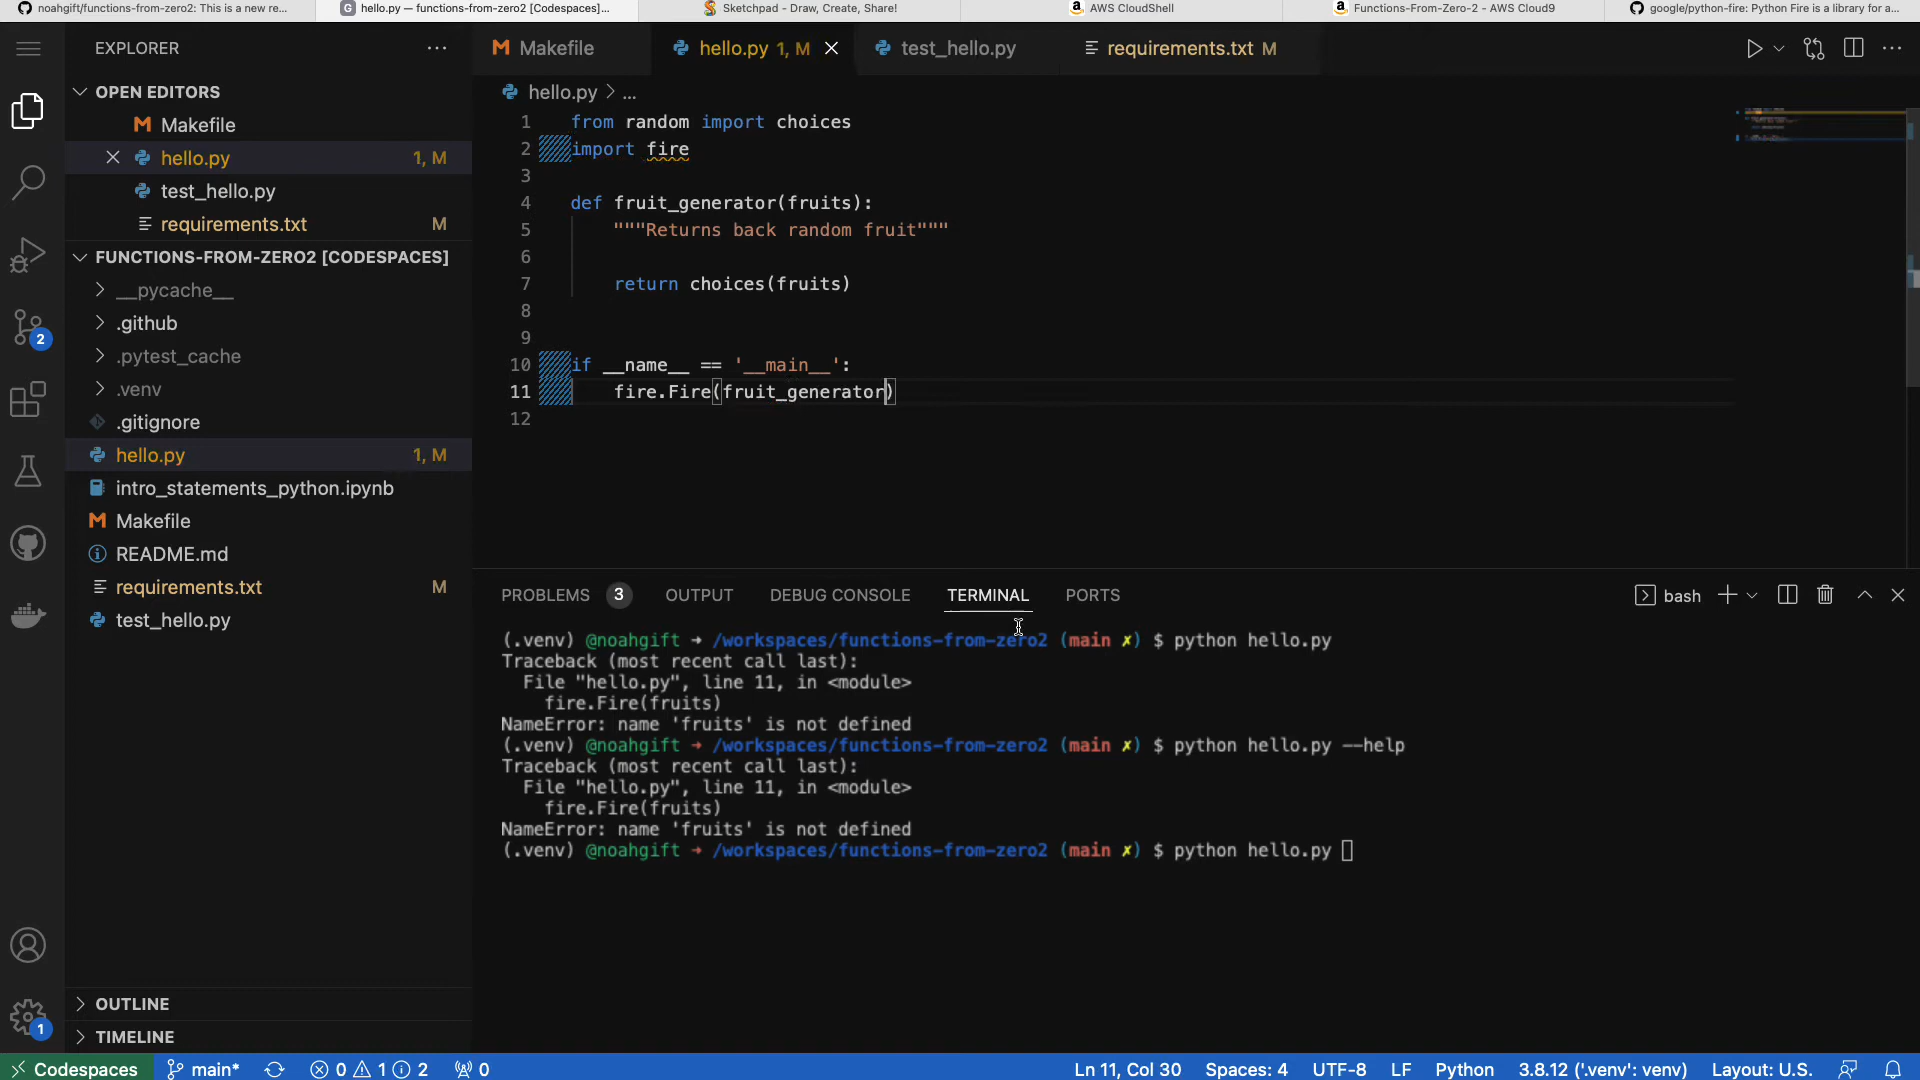 noahgift/functions-from-zero2: This is a new re...
hello.py — functions-from-zero2 [Codespaces]...
Sketchpad - Draw, Create, Share!
AWS CloudShell
Functions-From-Zero-2 - AWS Cloud9
google/python-fire: Python Fire is a library for a...
EXPLORER
OPEN EDITORS
Makefile
hello.py 1, M
test_hello.py
requirements.txt M
FUNCTIONS-FROM-ZERO2 [CODESPACES]
__pycache__
.github
.pytest_cache
.venv
.gitignore
hello.py 1, M
intro_statements_python.ipynb
Makefile
README.md
requirements.txt M
test_hello.py
OUTLINE
TIMELINE
Makefile
hello.py 1, M
test_hello.py
requirements.txt M
hello.py > ...
1 from random import choices
2 import fire
3
4 def fruit_generator(fruits):
5 """Returns back random fruit"""
6
7 return choices(fruits)
8
9
10 if __name__ == '__main__':
11 fire.Fire(fruit_generator)
12
PROBLEMS 3 OUTPUT DEBUG CONSOLE TERMINAL PORTS
bash
(.venv) @noahgift ➜ /workspaces/functions-from-zero2 (main ✗) $ python hello.py
Traceback (most recent call last):
File "hello.py", line 11, in <module>
fire.Fire(fruits)
NameError: name 'fruits' is not defined
(.venv) @noahgift ➜ /workspaces/functions-from-zero2 (main ✗) $ python hello.py --help
Traceback (most recent call last):
File "hello.py", line 11, in <module>
fire.Fire(fruits)
NameError: name 'fruits' is not defined
(.venv) @noahgift ➜ /workspaces/functions-from-zero2 (main ✗) $ python hello.py
2
1
Codespaces main* 0 1 2 0 Ln 11, Col 30 Spaces: 4 UTF-8 LF Python 3.8.12 ('.venv': venv) Layout: U.S.